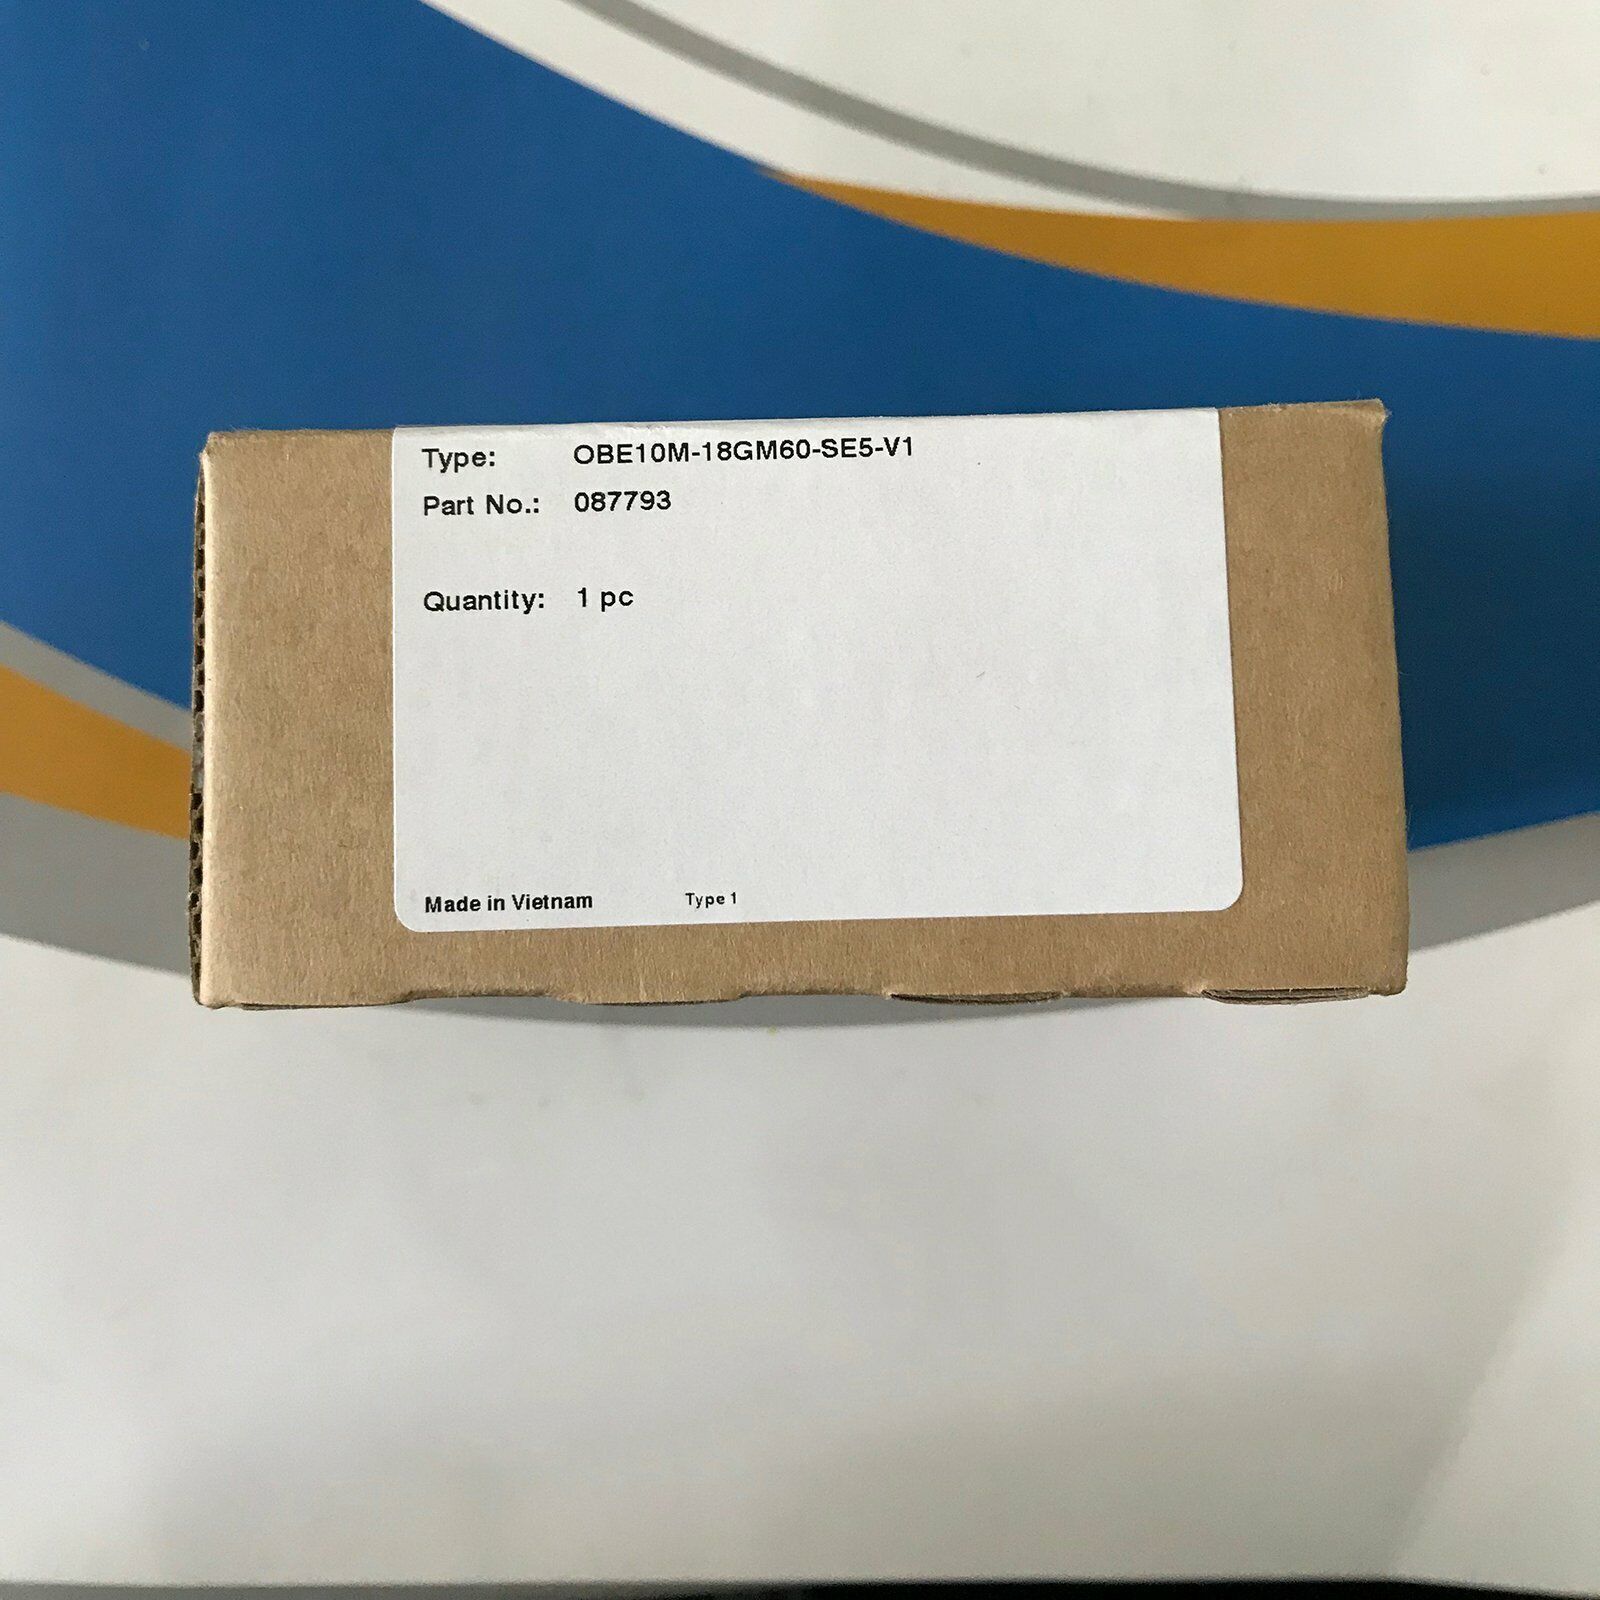 Type: OBE10M-18GM60-SE5-V1
Part No.: 087793
Quantity: 1 pc
Made in Vietnam Type 1